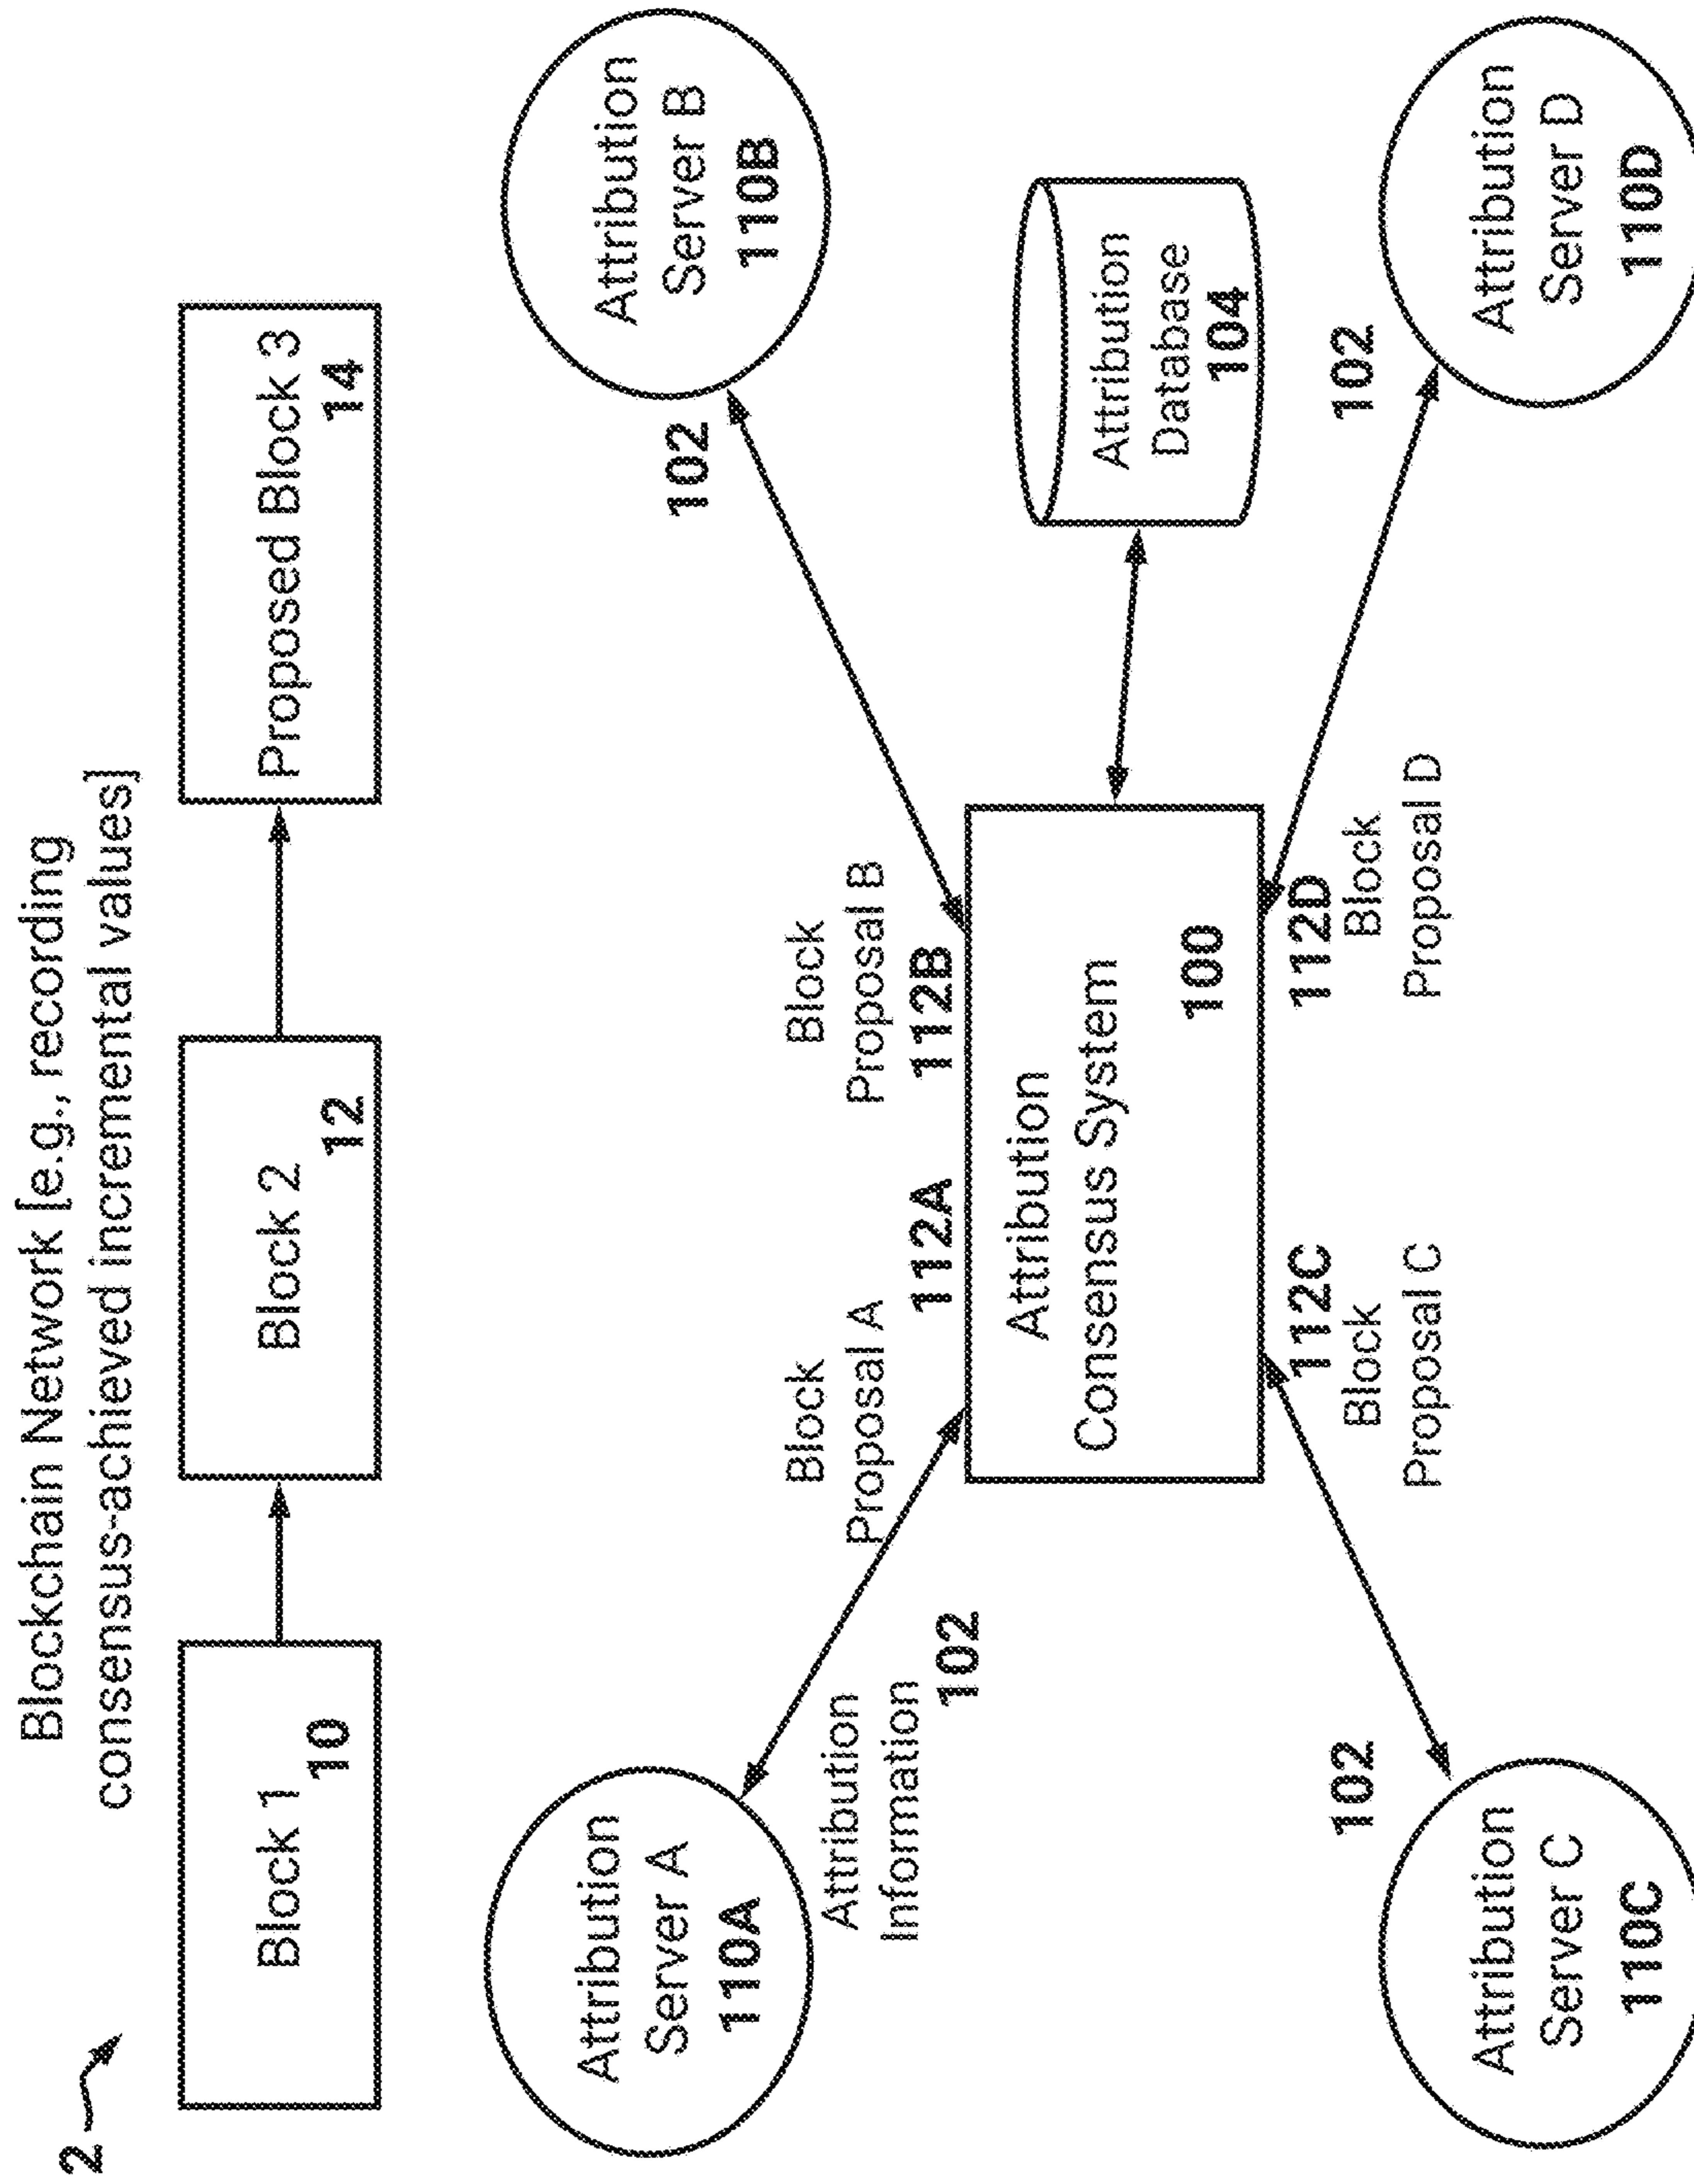 2
Blockchain Network [e.g., recording
consensus-achieved incremental values]
Block 1
10
Block 2
12
Proposed Block 3
14
Attribution
Server A
110A
Attribution
Information
102
Block
Proposal A
112A
Block
Proposal B
112B
102
Attribution
Server B
110B
Attribution
Consensus System
100
Attribution
Database
104
102
112C
Block
Proposal C
112D
Block
Proposal D
102
Attribution
Server C
110C
Attribution
Server D
110D